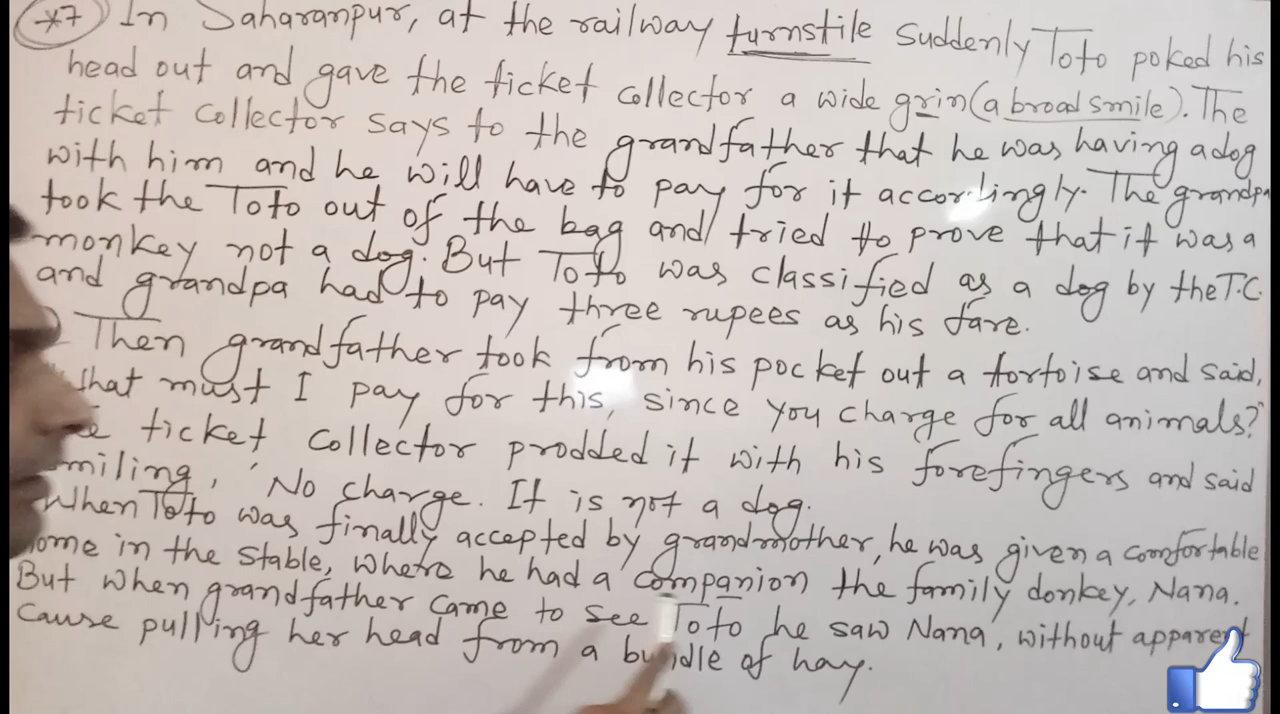 *7 In Saharanpur, at the railway turnstile suddenly Toto poked his
head out and gave the ticket collector a wide grin (a broad smile). The
ticket collector says to the grandfather that he was having a dog
with him and he will have to pay for it accordingly. The grandpa
took the Toto out of the bag and tried to prove that it was a
monkey not a dog. But Toto was classified as a dog by the T.C.
and grandpa had to pay three rupees as his fare.
Then grandfather took from his pocket out a tortoise and said,
must I pay for this, since you charge for all animals?"
ticket collector prodded it with his forefingers and said
miling, 'No charge. It is not a dog.
When Toto was finally accepted by grandmother, he was given a comfortable
ome in the stable, where he had a companion the family donkey, Nana.
But when grandfather came to see Toto he saw Nana, without apparent
cause pulling her head from a bundle of hay.